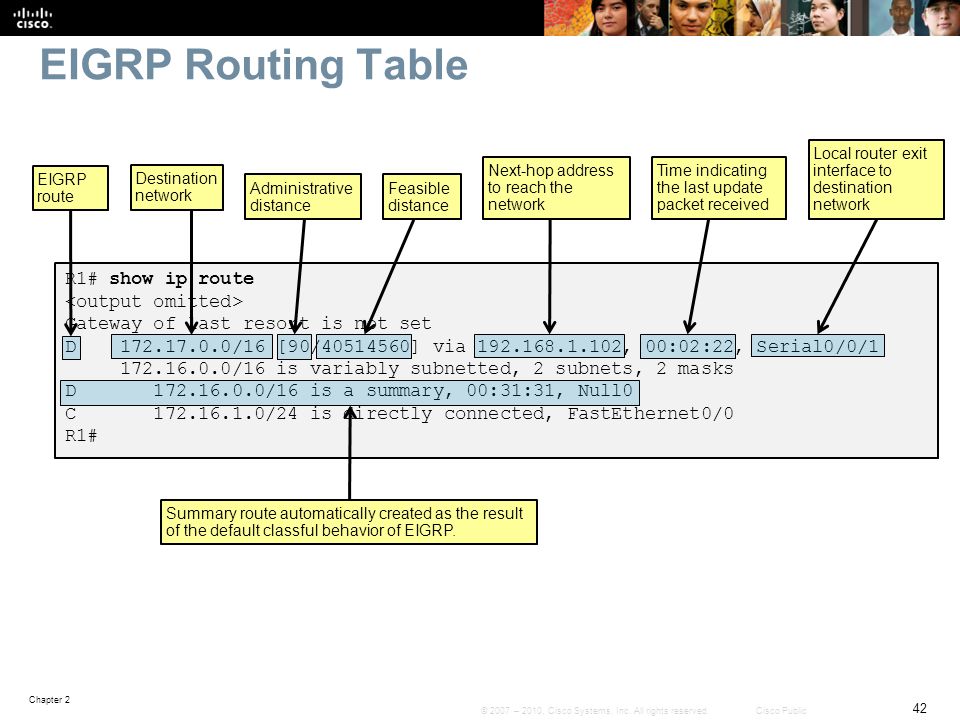 CISCO.
EIGRP Routing Table
EIGRP
route
Destination
network
Administrative
distance
Feasible
distance
Next-hop address
to reach the
network
Time indicating
the last update
packet received
Local router exit
interface to
destination
network
R1# show ip route
<output omitted>
Gateway of last resort is not set
D    172.17.0.0/16 [90/40514560] via 192.168.1.102, 00:02:22, Serial0/0/1
172.16.0.0/16 is variably subnetted, 2 subnets, 2 masks
D       172.16.0.0/16 is a summary, 00:31:31, Null0
C       172.16.1.0/24 is directly connected, FastEthernet0/0
R1#
Summary route automatically created as the result
of the default classful behavior of EIGRP.
Chapter 2
© 2007 – 2010, Cisco Systems, Inc. All rights reserved. Cisco Public
42